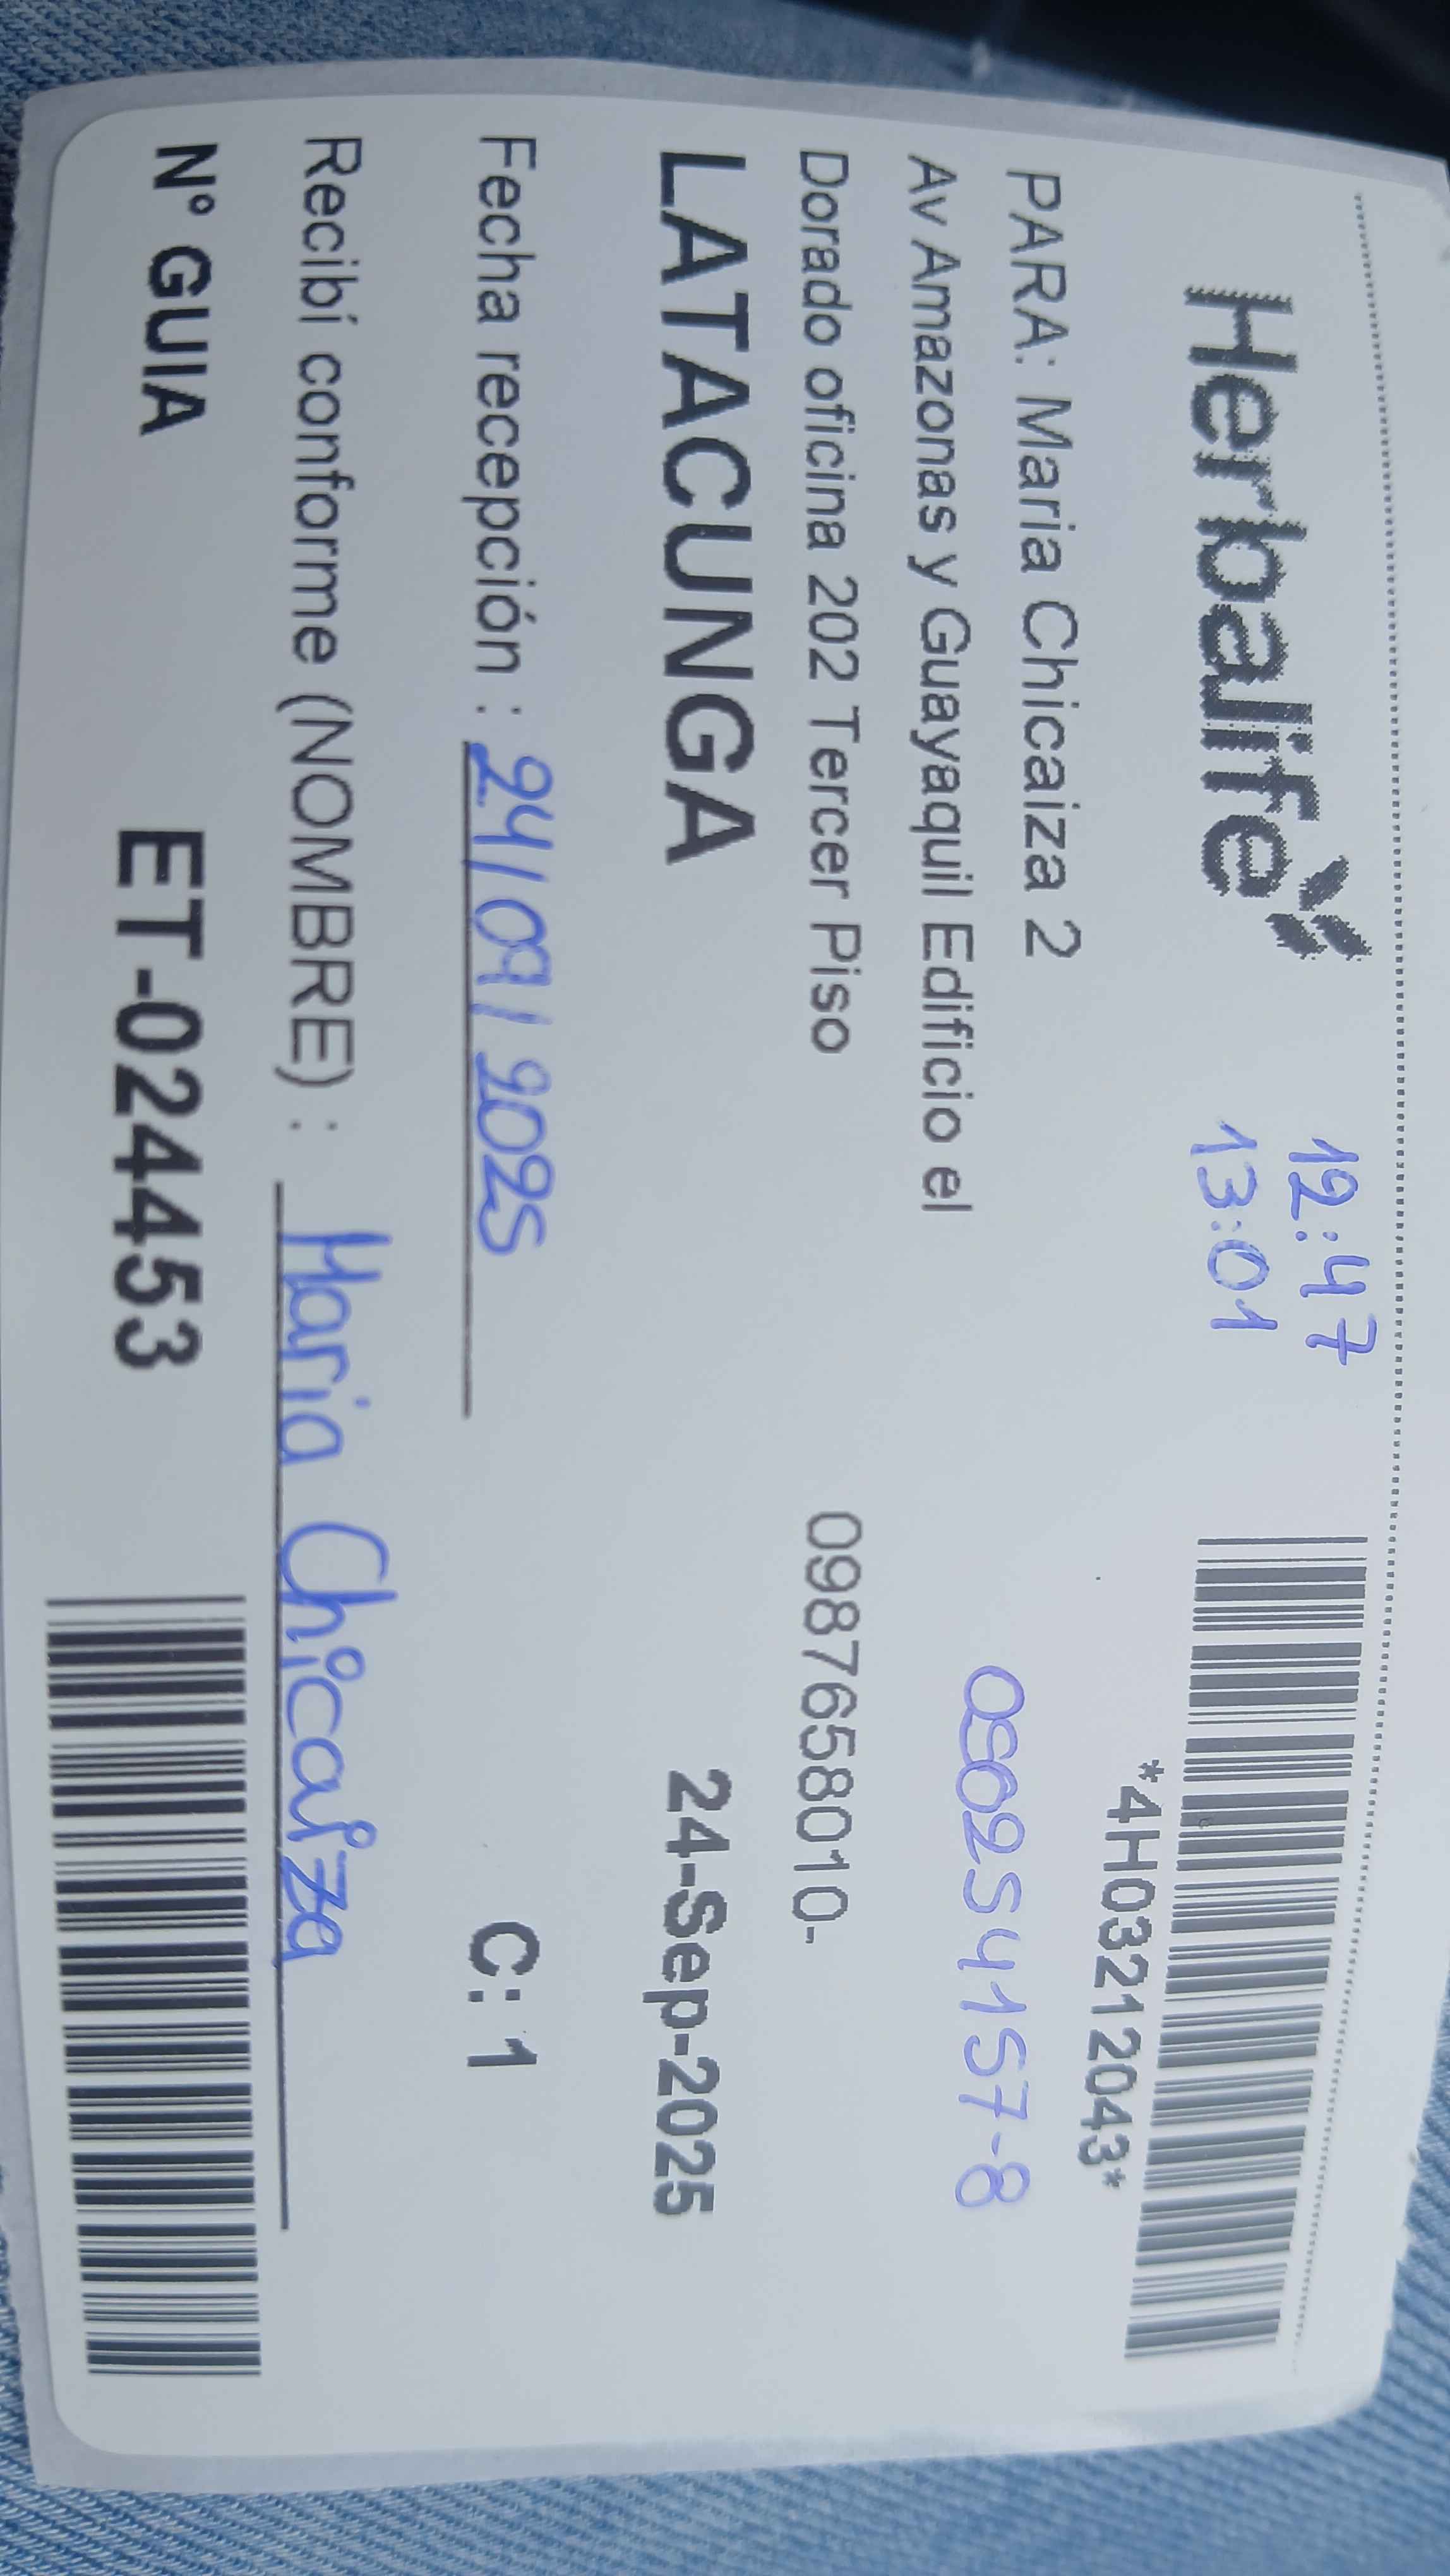 Herbalife
12:47
13:01
*4H03212043*
PARA: Maria Chicaiza 2
050254157-8
Av Amazonas y Guayaquil Edificio el
Dorado oficina 202 Tercer Piso
0987658010-
LATACUNGA
24-Sep-2025
Fecha recepción : 24/09/2025
C: 1
Recibí conforme (NOMBRE) : Maria Chicaiza
N° GUIA
ET-024453